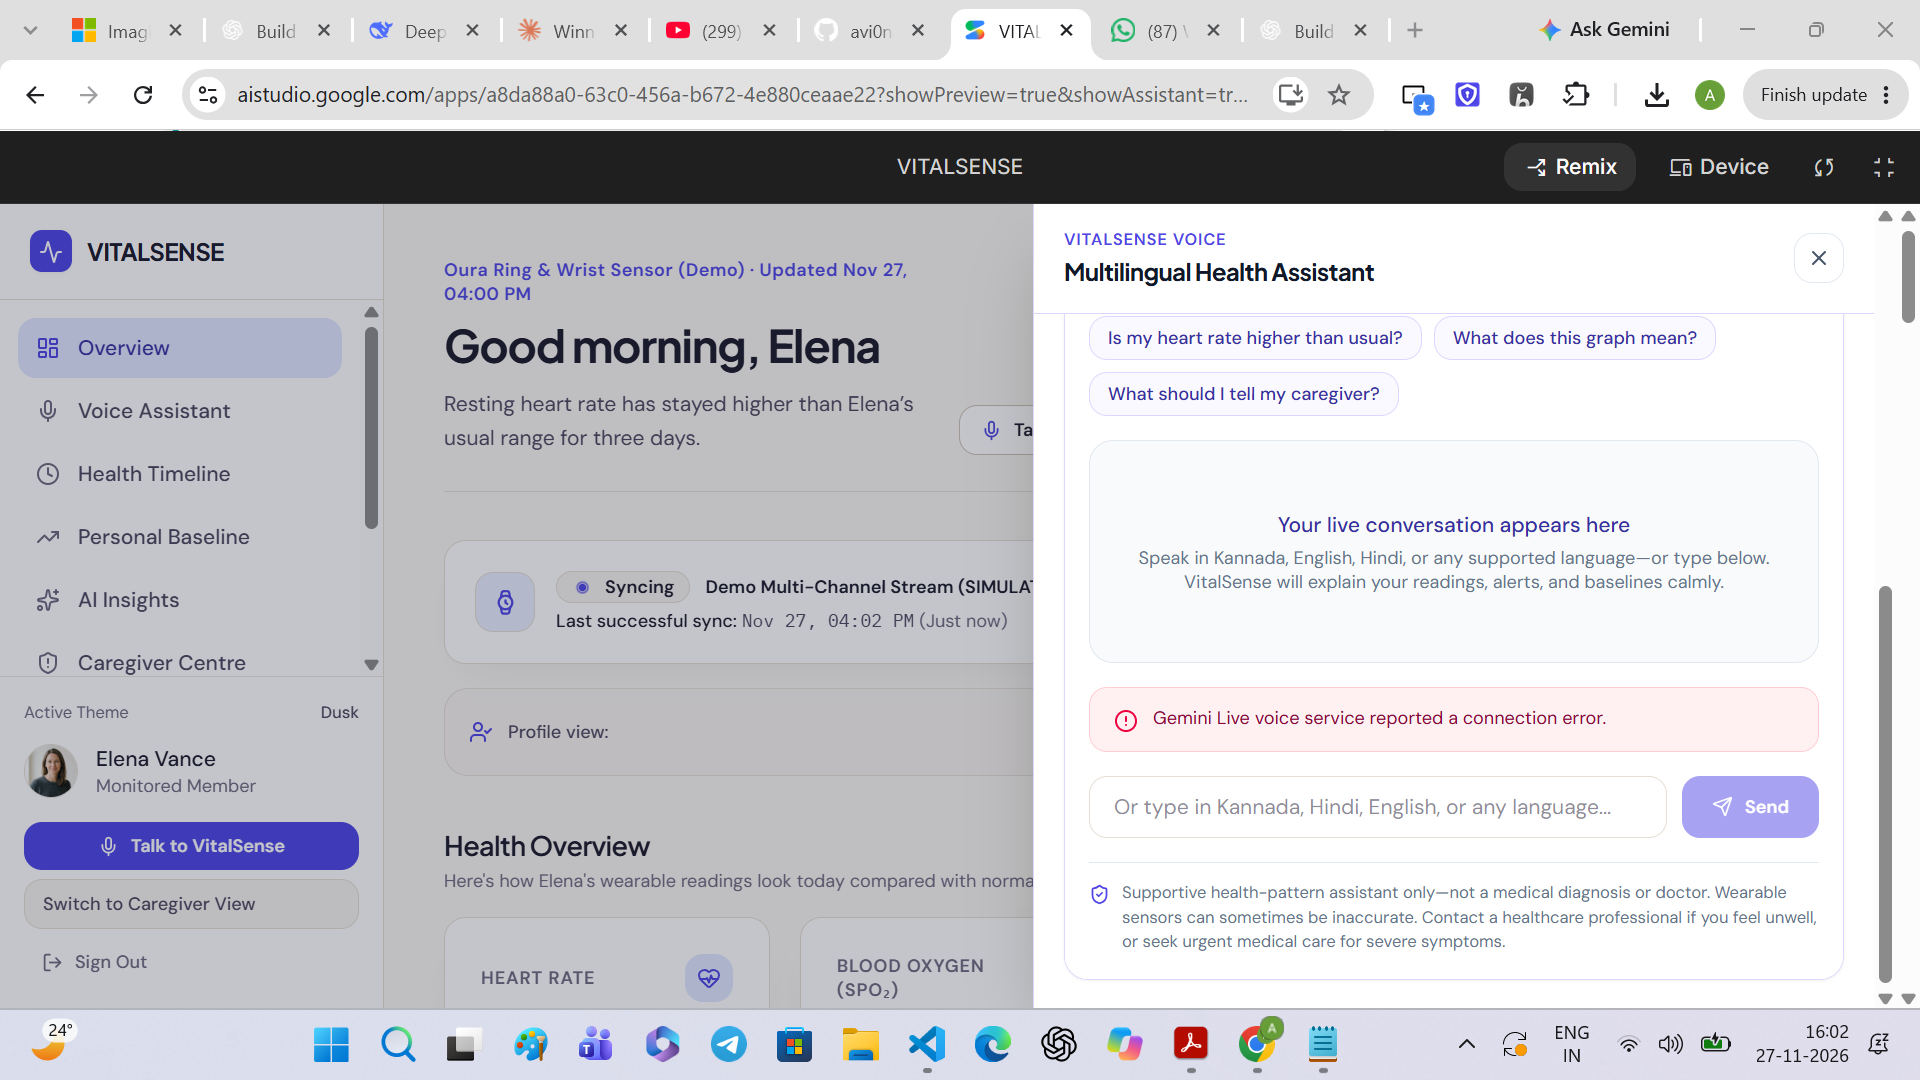 Imag
Build
Deep
Winn
(299)
avi0n
VITAL
(87)
Build
Ask Gemini
aistudio.google.com/apps/a8da88a0-63c0-456a-b672-4e880ceaae22?showPreview=true&showAssistant=tr...
A
Finish update
VITALSENSE
Remix
Device
VITALSENSE
Overview
Voice Assistant
Health Timeline
Personal Baseline
AI Insights
Caregiver Centre
Active Theme
Dusk
Elena Vance
Monitored Member
Talk to VitalSense
Switch to Caregiver View
Sign Out
Oura Ring & Wrist Sensor (Demo) · Updated Nov 27,
04:00 PM
Good morning, Elena
Resting heart rate has stayed higher than Elena’s
usual range for three days.
Ta
Syncing
Demo Multi-Channel Stream (SIMULAT
Last successful sync: Nov 27, 04:02 PM (Just now)
Profile view:
Health Overview
Here's how Elena's wearable readings look today compared with norma
HEART RATE
BLOOD OXYGEN
(SPO₂)
VITALSENSE VOICE
Multilingual Health Assistant
Is my heart rate higher than usual?
What does this graph mean?
What should I tell my caregiver?
Your live conversation appears here
Speak in Kannada, English, Hindi, or any supported language—or type below.
VitalSense will explain your readings, alerts, and baselines calmly.
Gemini Live voice service reported a connection error.
Or type in Kannada, Hindi, English, or any language...
Send
Supportive health-pattern assistant only—not a medical diagnosis or doctor. Wearable
sensors can sometimes be inaccurate. Contact a healthcare professional if you feel unwell,
or seek urgent medical care for severe symptoms.
24°
A
ENG
IN
16:02
27-11-2026